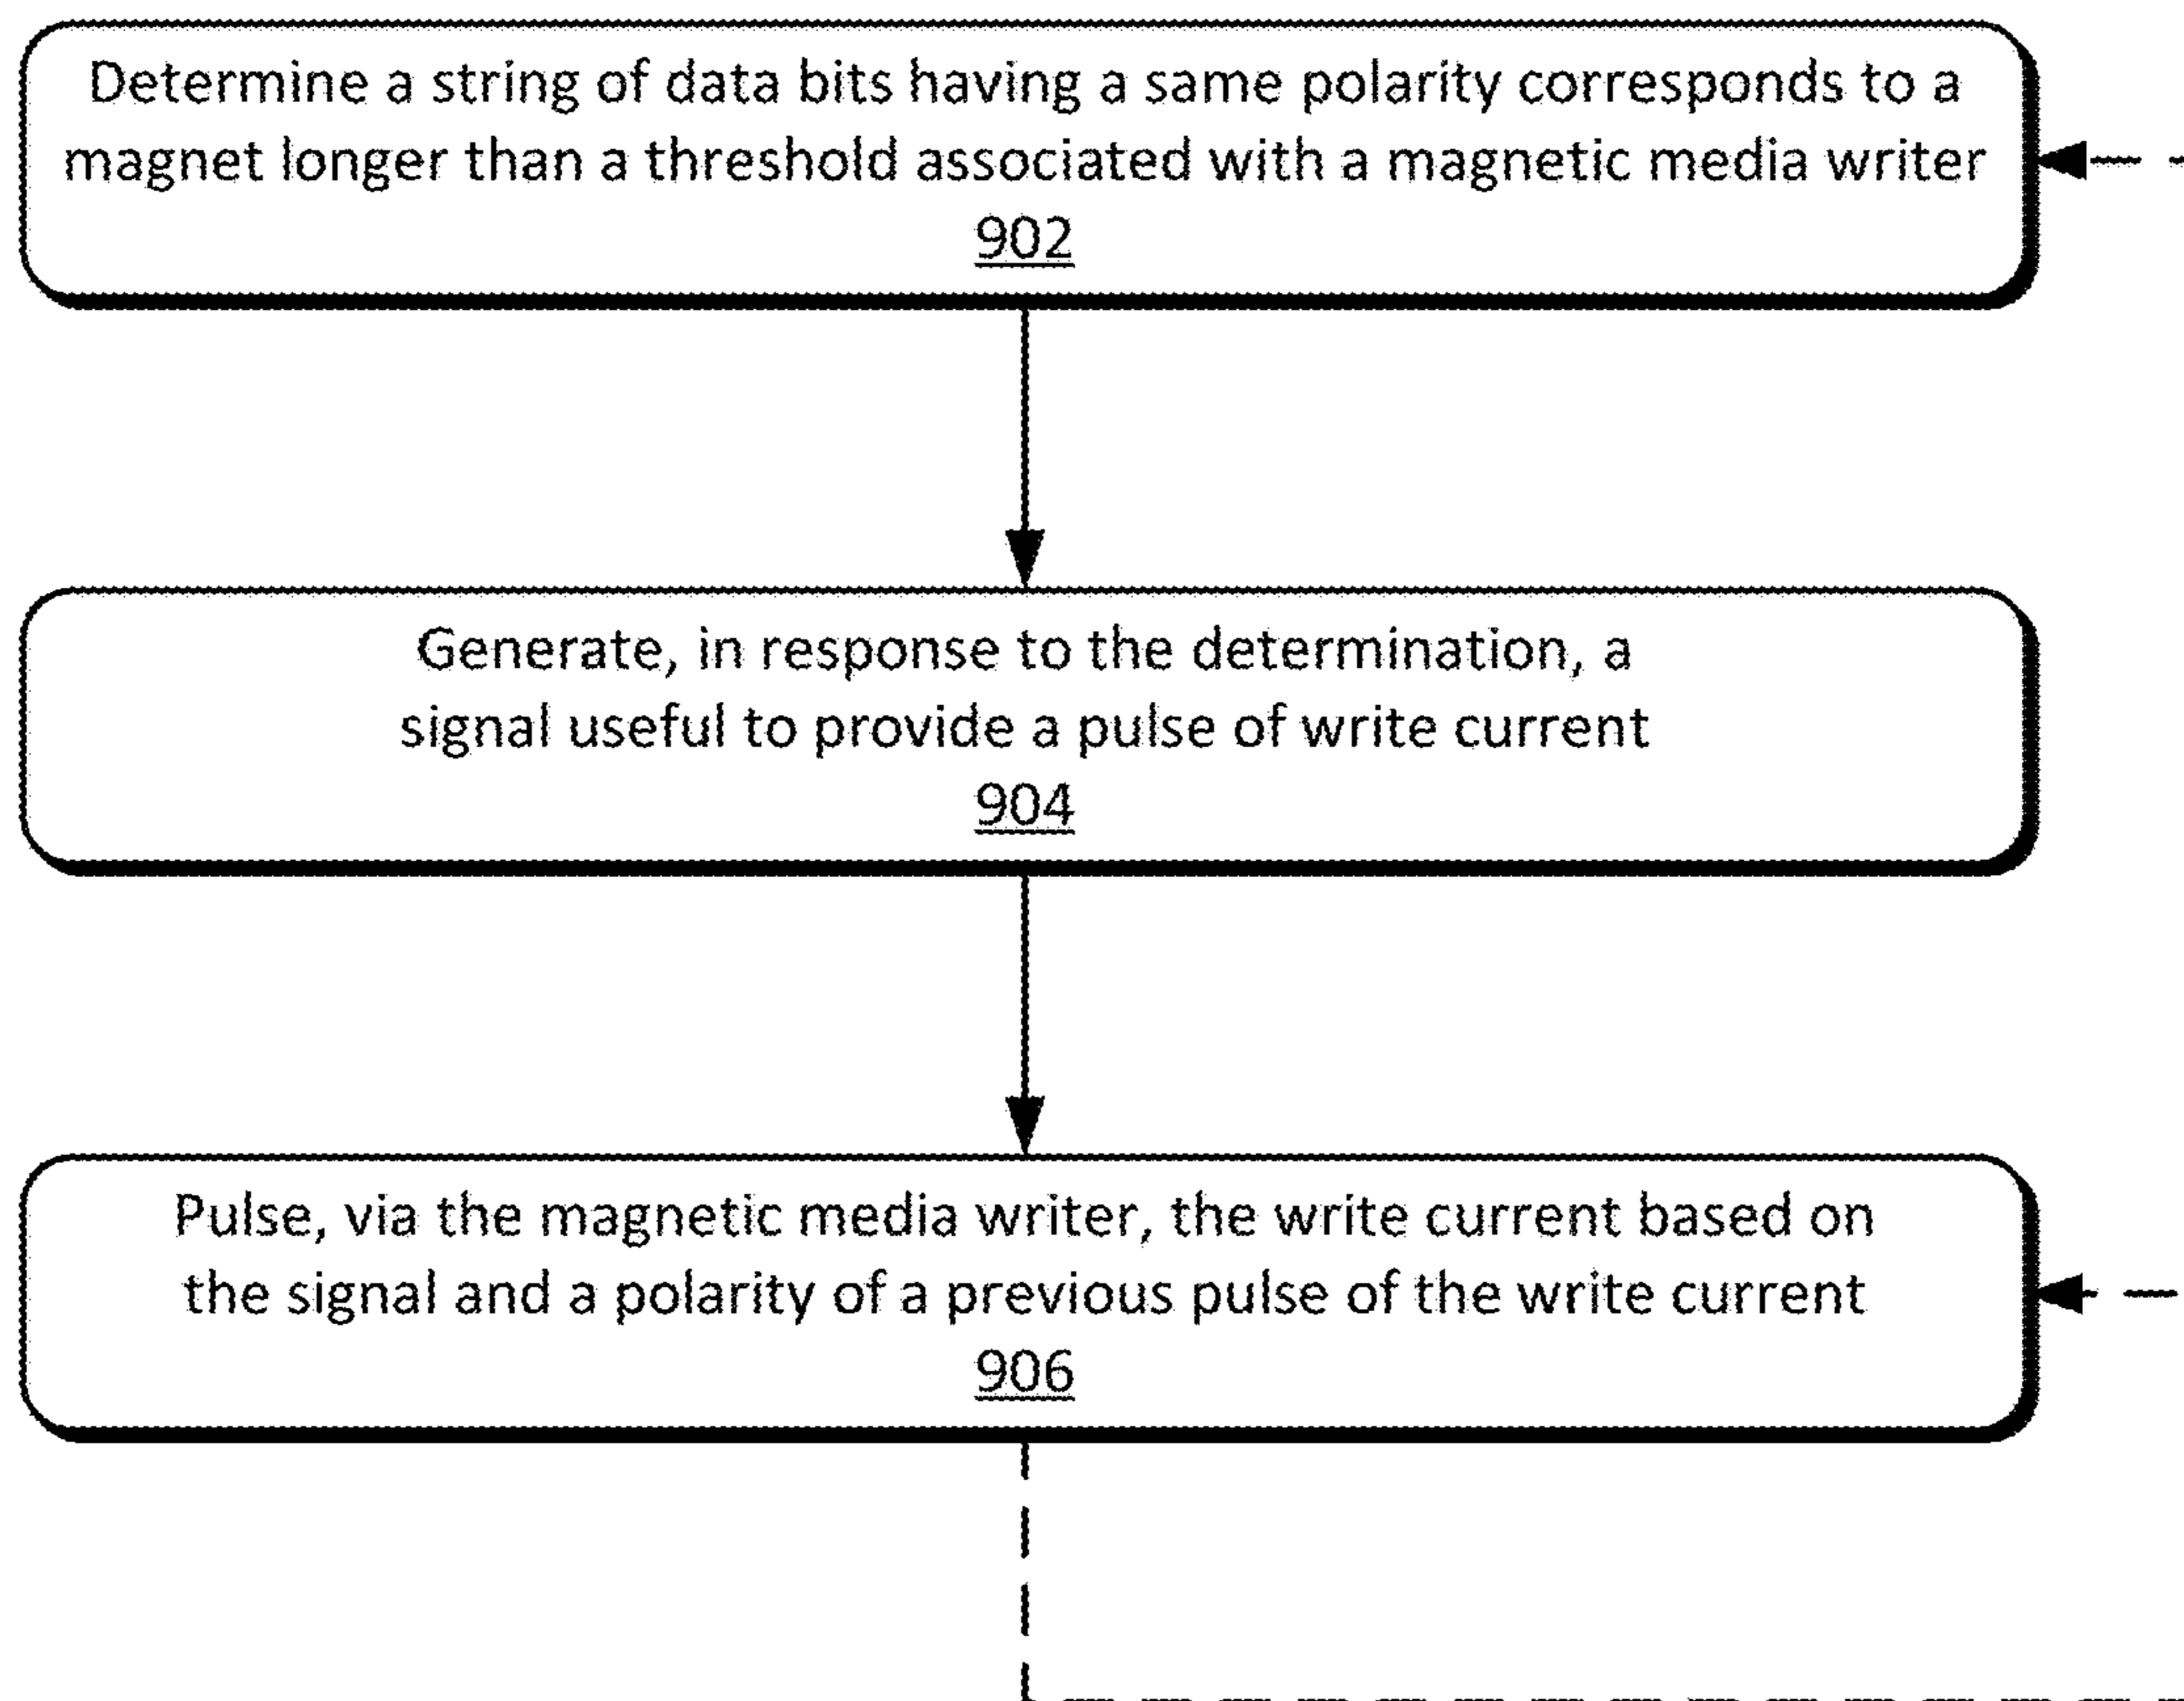 Determine a string of data bits having a same polarity corresponds to a
magnet longer than a threshold associated with a magnetic media writer
902
Generate, in response to the determination, a
signal useful to provide a pulse of write current
904
Pulse, via the magnetic media writer, the write current based on
the signal and a polarity of a previous pulse of the write current
906